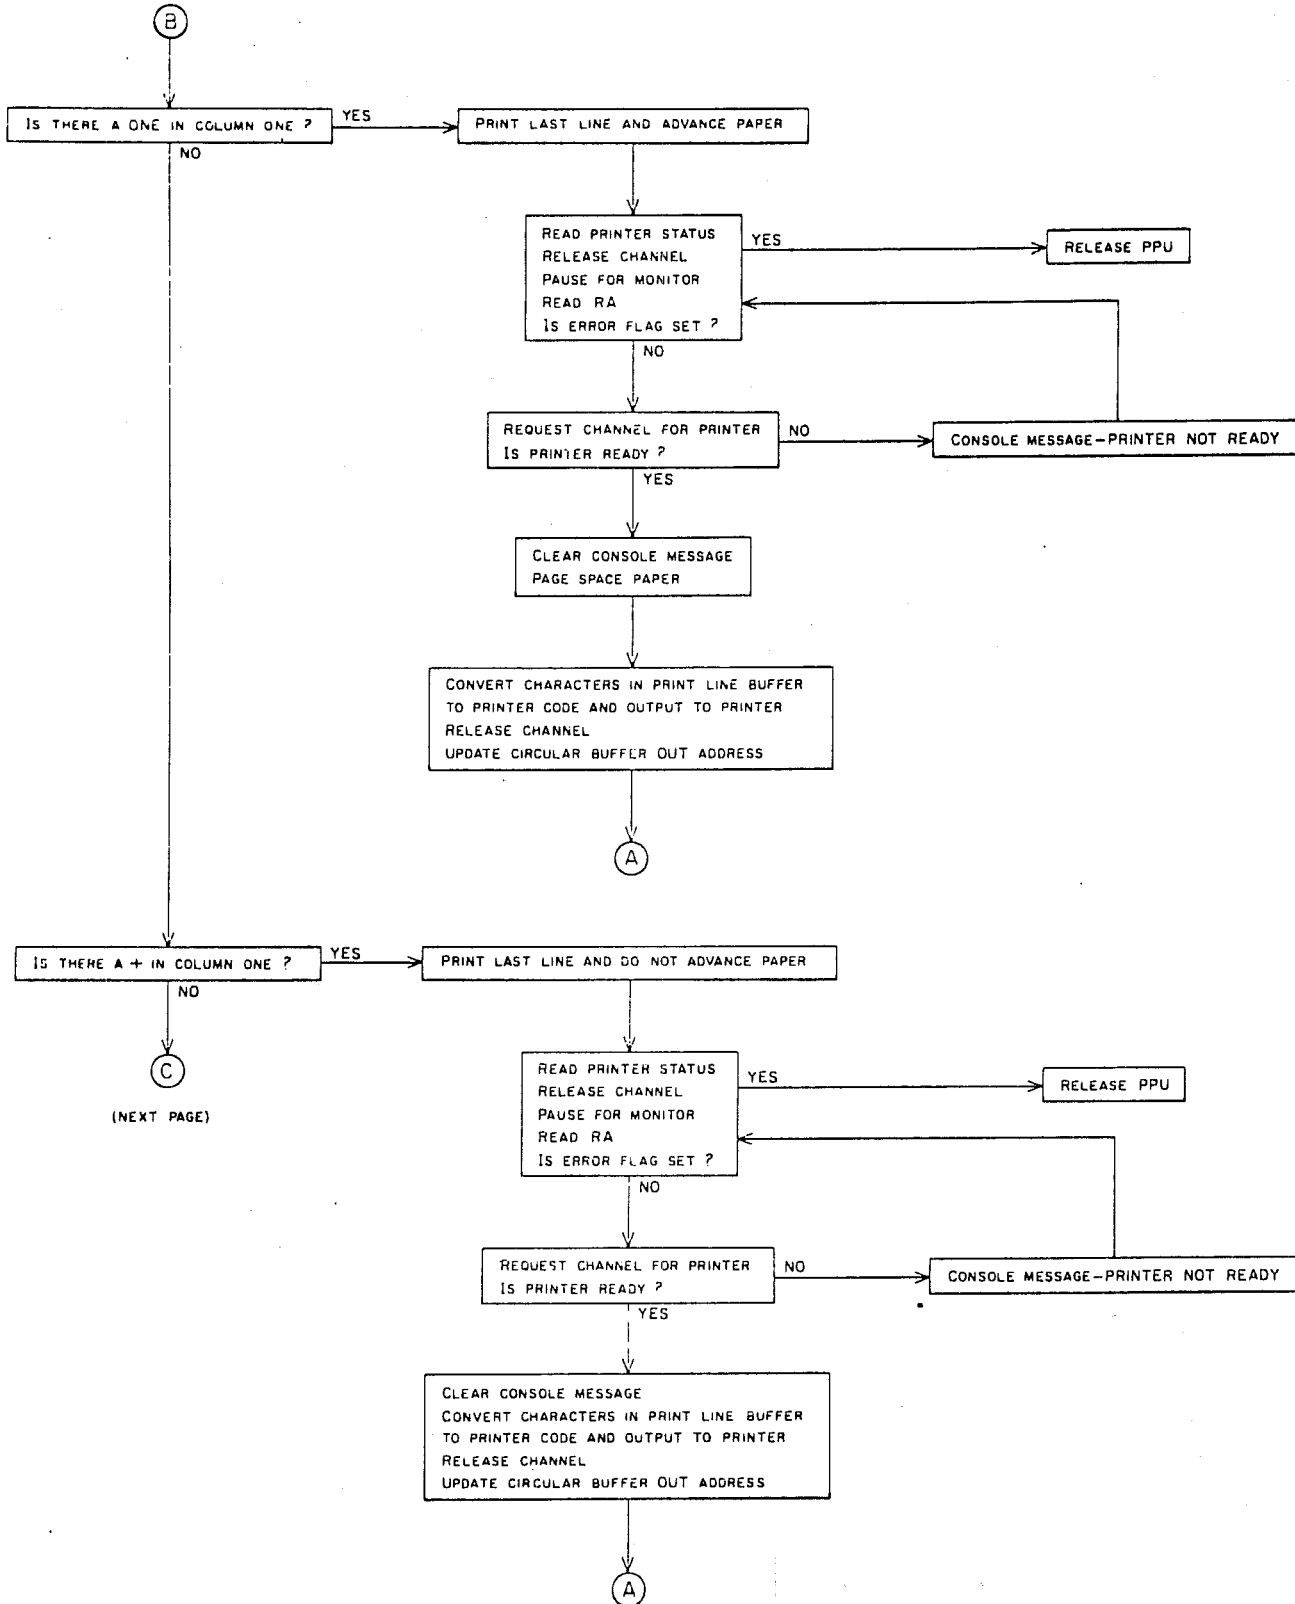 B
IS THERE A ONE IN COLUMN ONE ?
YES
PRINT LAST LINE AND ADVANCE PAPER
NO
READ PRINTER STATUS
RELEASE CHANNEL
PAUSE FOR MONITOR
READ RA
IS ERROR FLAG SET ?
YES
RELEASE PPU
NO
REQUEST CHANNEL FOR PRINTER
IS PRINTER READY ?
NO
CONSOLE MESSAGE-PRINTER NOT READY
YES
CLEAR CONSOLE MESSAGE
PAGE SPACE PAPER
CONVERT CHARACTERS IN PRINT LINE BUFFER
TO PRINTER CODE AND OUTPUT TO PRINTER
RELEASE CHANNEL
UPDATE CIRCULAR BUFFER OUT ADDRESS
A
IS THERE A + IN COLUMN ONE ?
YES
PRINT LAST LINE AND DO NOT ADVANCE PAPER
NO
C
(NEXT PAGE)
READ PRINTER STATUS
RELEASE CHANNEL
PAUSE FOR MONITOR
READ RA
IS ERROR FLAG SET ?
YES
RELEASE PPU
NO
REQUEST CHANNEL FOR PRINTER
IS PRINTER READY ?
NO
CONSOLE MESSAGE-PRINTER NOT READY
YES
CLEAR CONSOLE MESSAGE
CONVERT CHARACTERS IN PRINT LINE BUFFER
TO PRINTER CODE AND OUTPUT TO PRINTER
RELEASE CHANNEL
UPDATE CIRCULAR BUFFER OUT ADDRESS
A